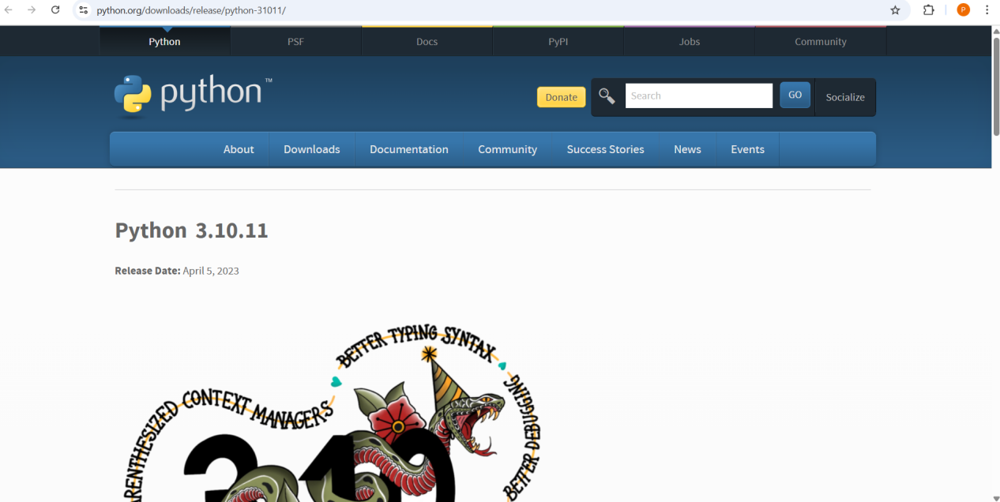 python.org/downloads/release/python-31011/
P
Python PSF Docs PyPI Jobs Community
python™
Donate Search GO Socialize
About Downloads Documentation Community Success Stories News Events
Python 3.10.11
Release Date: April 5, 2023
BETTER TYPING SYNTAX
ARENTHESIZED CONTEXT MANAGERS
BETTER DEBUGGING
3.10